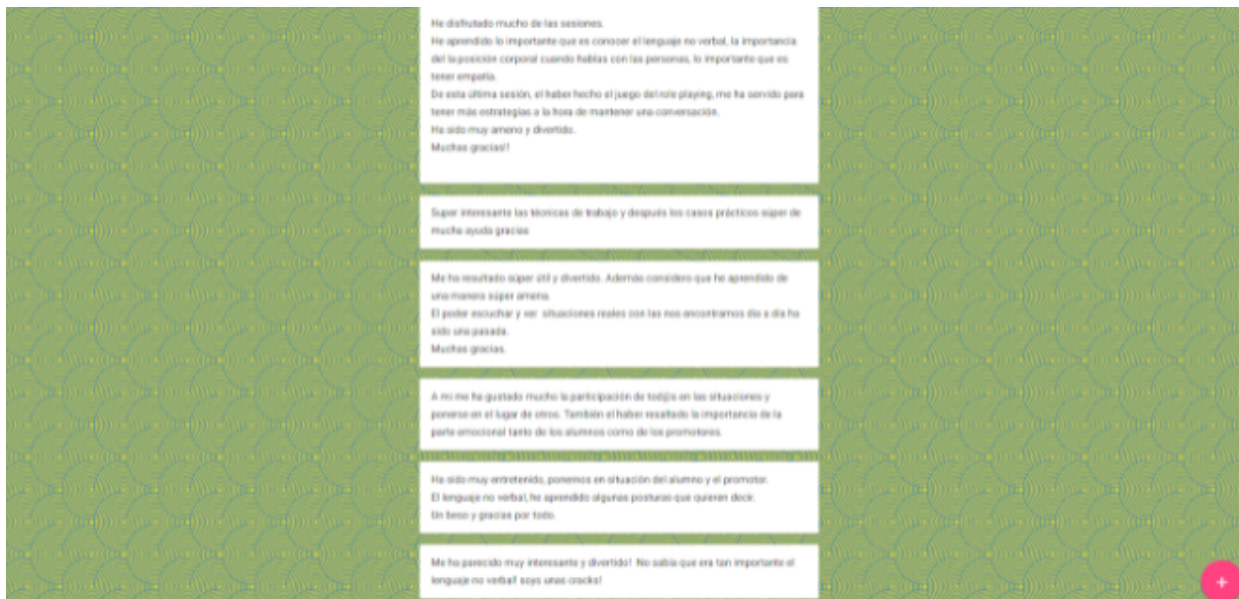 He disfrutado mucho de las sesiones.
He aprendido lo importante que es conocer el lenguaje no verbal, la importancia
del la posición corporal cuando hablas con las personas, lo importante que es
tener empatía.
De esta última sesión, el haber hecho el juego del role playing, me ha servido para
tener más estrategias a la hora de mantener una conversación.
Ha sido muy ameno y divertido.
Muchas gracias!!
Super interesante las técnicas de trabajo y después los casos prácticos súper de
mucha ayuda gracias
Me ha resultado súper útil y divertido. Además considero que he aprendido de
una manera súper amena.
El poder escuchar y ver situaciones reales con las nos encontramos día a día ha
sido una pasada.
Muchas gracias.
A mi me ha gustado mucho la participación de tod@s en las situaciones y
ponerse en el lugar de otros. También el haber resaltado la importancia de la
parte emocional tanto de los alumnos como de los promotores.
Ha sido muy entretenido, ponernos en situación del alumno y el promotor.
El lenguaje no verbal, he aprendido algunas posturas que quieren decir.
Un beso y gracias por todo.
Me ha parecido muy interesante y divertido! No sabía que era tan importante el
lenguaje no verbal! soys unas cracks!
+